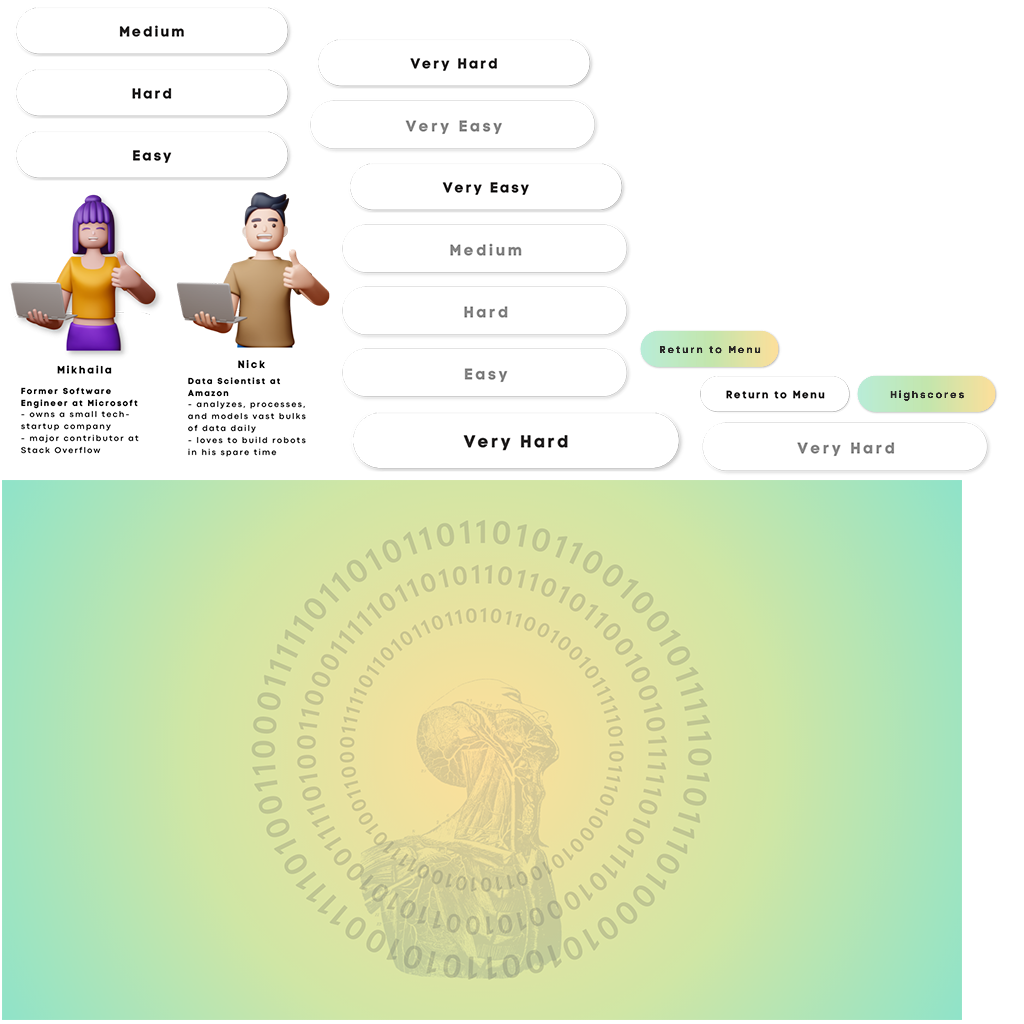 Medium
Hard
Easy
Very Hard
Very Easy
Very Easy
Medium
Hard
Easy
Very Hard
Return to Menu
Return to Menu
Highscores
Very Hard
Mikhaila
Former Software
Engineer at Microsoft
- owns a small tech-
startup company
- major contributor at
Stack Overflow
Nick
Data Scientist at
Amazon
- analyzes, processes,
and models vast bulks
of data daily
- loves to build robots
in his spare time